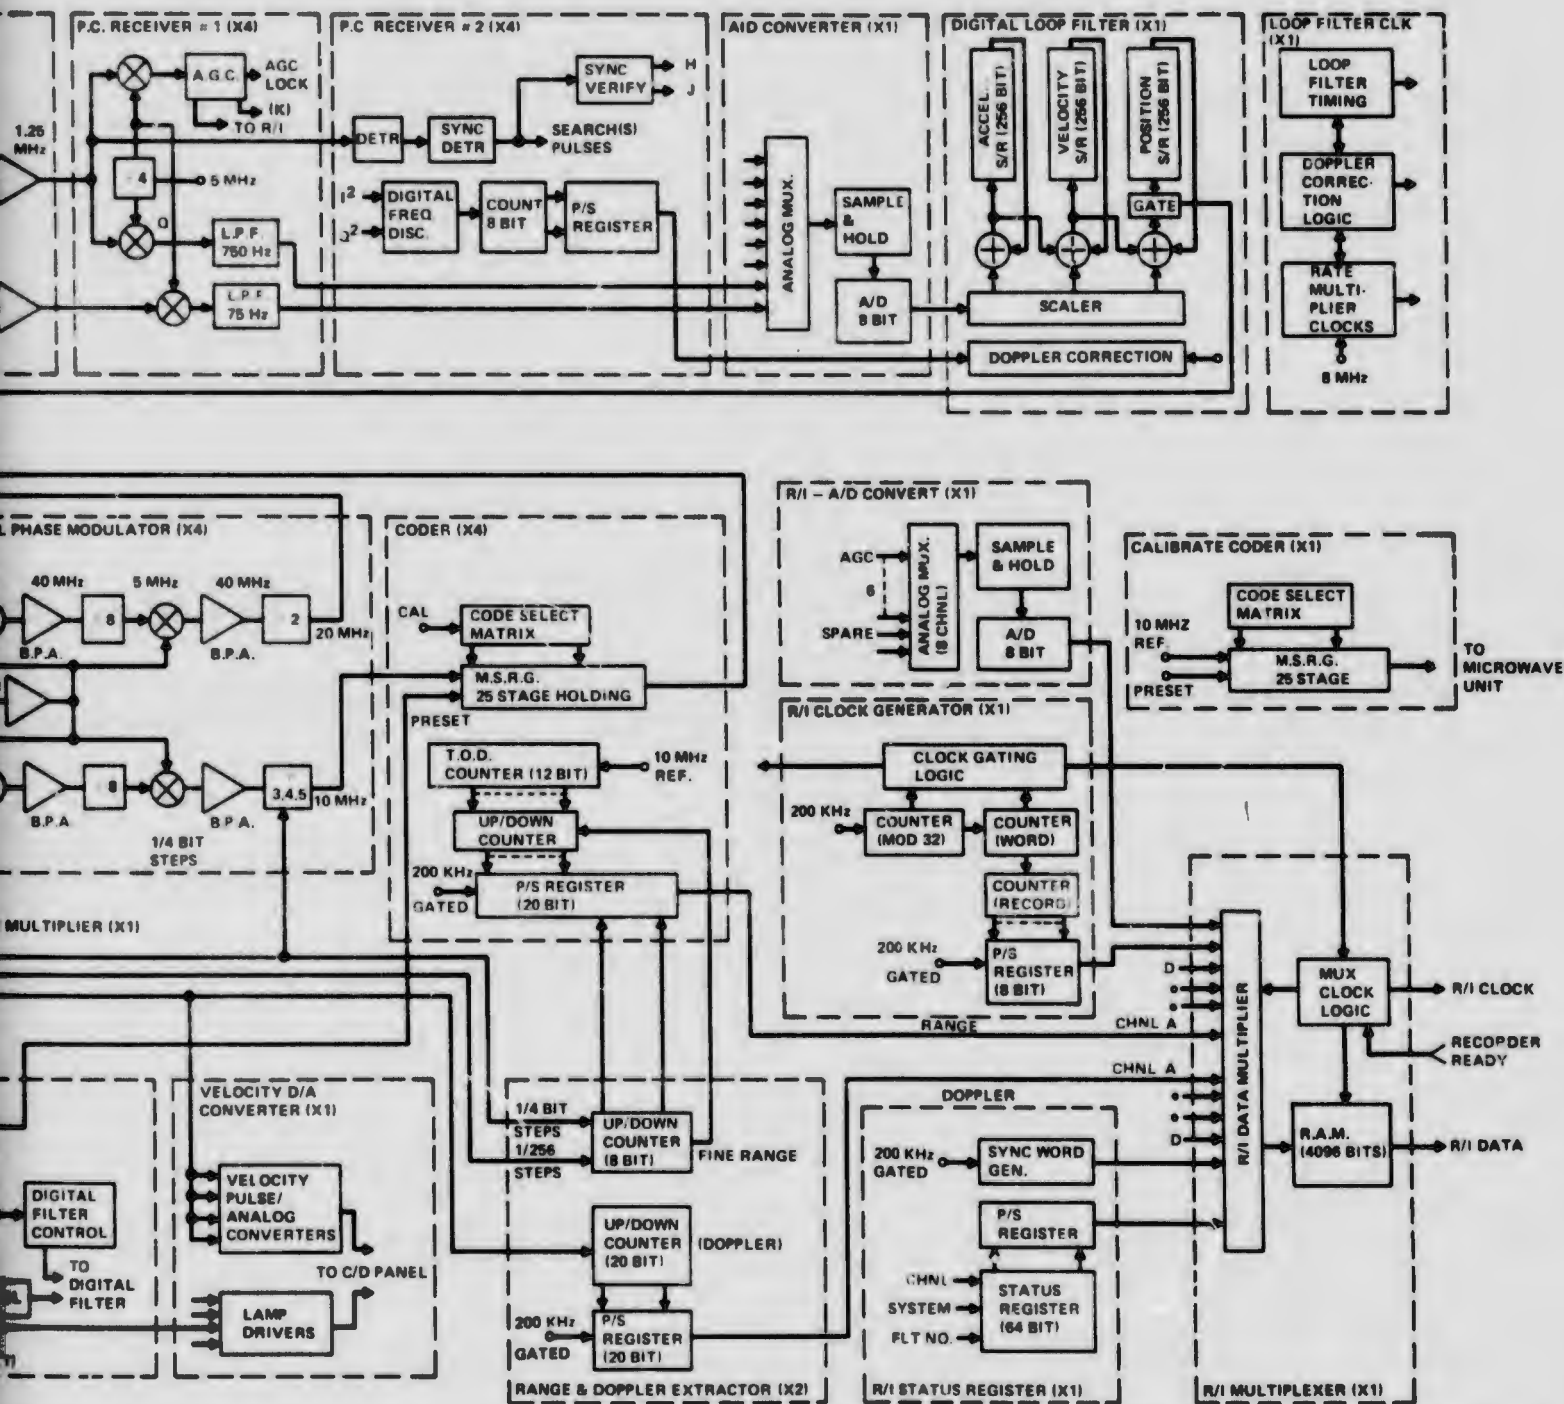 P.C. RECEIVER # 1 (X4)
AGC
LOCK
A.G.C.
(K)
TO R/I
1.25
MHz
4
5 MHz
Q
L.P.F.
750 Hz
L.P.F.
75 Hz
P.C RECEIVER # 2 (X4)
SYNC
VERIFY
H
J
DETR
SYNC
DETR
SEARCH(S)
PULSES
I²
DIGITAL
FREQ
DISC.
COUNT
8 BIT
P/S
REGISTER
AID CONVERTER (X1)
ANALOG MUX.
SAMPLE
&
HOLD
A/D
8 BIT
DIGITAL LOOP FILTER (X1)
ACCEL.
S/R (256 BIT)
VELOCITY
S/R (256 BIT)
POSITION
S/R (256 BIT)
GATE
SCALER
DOPPLER CORRECTION
LOOP FILTER CLK
(X1)
LOOP
FILTER
TIMING
DOPPLER
CORREC-
TION
LOGIC
RATE
MULTI-
PLIER
CLOCKS
8 MHz
L PHASE MODULATOR (X4)
40 MHz
5 MHz
40 MHz
8
2
20 MHz
B.P.A.
B.P.A.
8
3,4,5
10 MHz
B.P.A
B.P.A.
1/4 BIT
STEPS
MULTIPLIER (X1)
CODER (X4)
CAL
CODE SELECT
MATRIX
M.S.R.G.
25 STAGE HOLDING
PRESET
T.O.D.
COUNTER (12 BIT)
10 MHz
REF.
UP/DOWN
COUNTER
200 KHz
GATED
P/S REGISTER
(20 BIT)
R/I – A/D CONVERT (X1)
AGC
6
SPARE
ANALOG MUX.
(8 CHNL)
SAMPLE
& HOLD
A/D
8 BIT
CALIBRATE CODER (X1)
CODE SELECT
MATRIX
10 MHZ
REF.
PRESET
M.S.R.G.
25 STAGE
TO
MICROWAVE
UNIT
R/I CLOCK GENERATOR (X1)
CLOCK GATING
LOGIC
200 KHz
COUNTER
(MOD 32)
COUNTER
(WORD)
COUNTER
(RECORD)
200 KHz
GATED
P/S
REGISTER
(8 BIT)
RANGE
CHNL A
D
CHNL A
D
R/I DATA MULTIPLIER
MUX
CLOCK
LOGIC
R/I CLOCK
RECOPDER
READY
R.A.M.
(4096 BITS)
R/I DATA
R/I MULTIPLEXER (X1)
VELOCITY D/A
CONVERTER (X1)
VELOCITY
PULSE/
ANALOG
CONVERTERS
TO C/D PANEL
LAMP
DRIVERS
DIGITAL
FILTER
CONTROL
TO
DIGITAL
FILTER
1/4 BIT
STEPS
1/256
STEPS
UP/DOWN
COUNTER
(8 BIT)
FINE RANGE
UP/DOWN
COUNTER
(20 BIT)
(DOPPLER)
200 KHz
GATED
P/S
REGISTER
(20 BIT)
RANGE & DOPPLER EXTRACTOR (X2)
DOPPLER
200 KHz
GATED
SYNC WORD
GEN.
P/S
REGISTER
CHNL
SYSTEM
FLT NO.
STATUS
REGISTER
(64 BIT)
R/I STATUS REGISTER (X1)